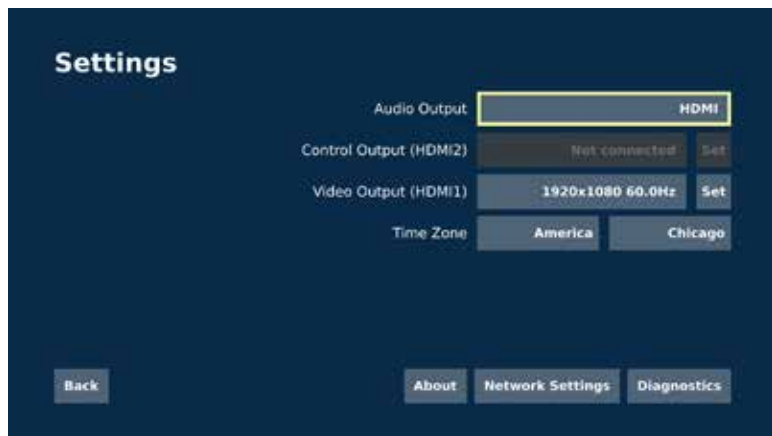 Settings
Audio Output HDMI
Control Output (HDMI2) Not connected Set
Video Output (HDMI1) 1920x1080 60.0Hz Set
Time Zone America Chicago
Back About Network Settings Diagnostics